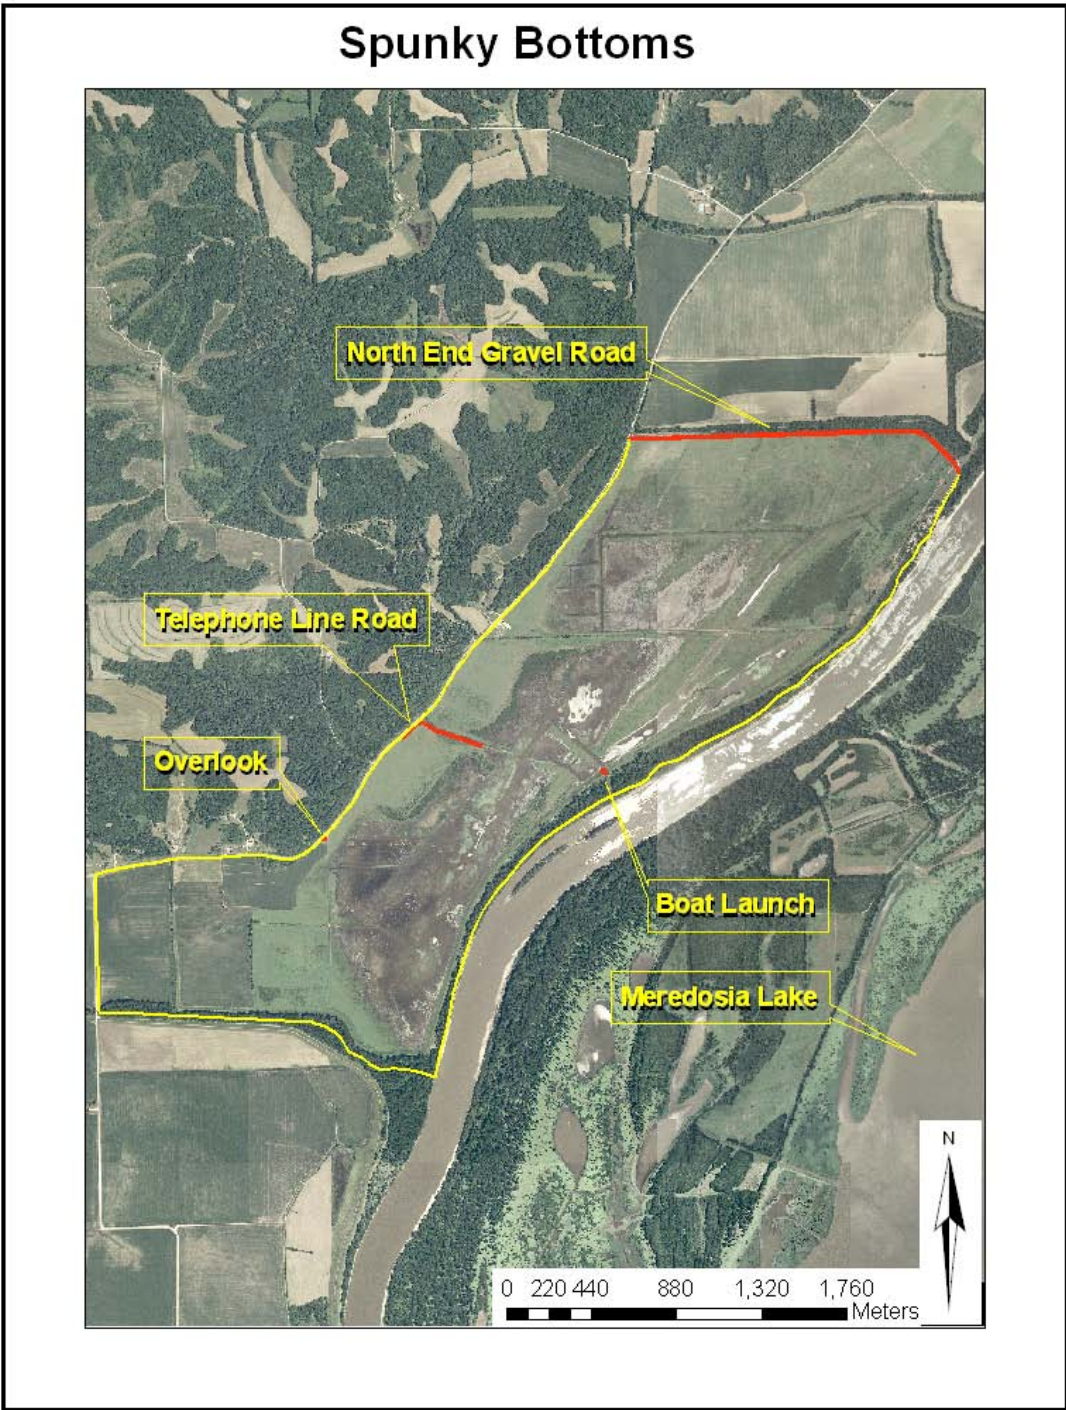 Spunky Bottoms
North End Gravel Road
Telephone Line Road
Overlook
Boat Launch
Meredosia Lake
N
0 220 440 880 1,320 1,760
Meters